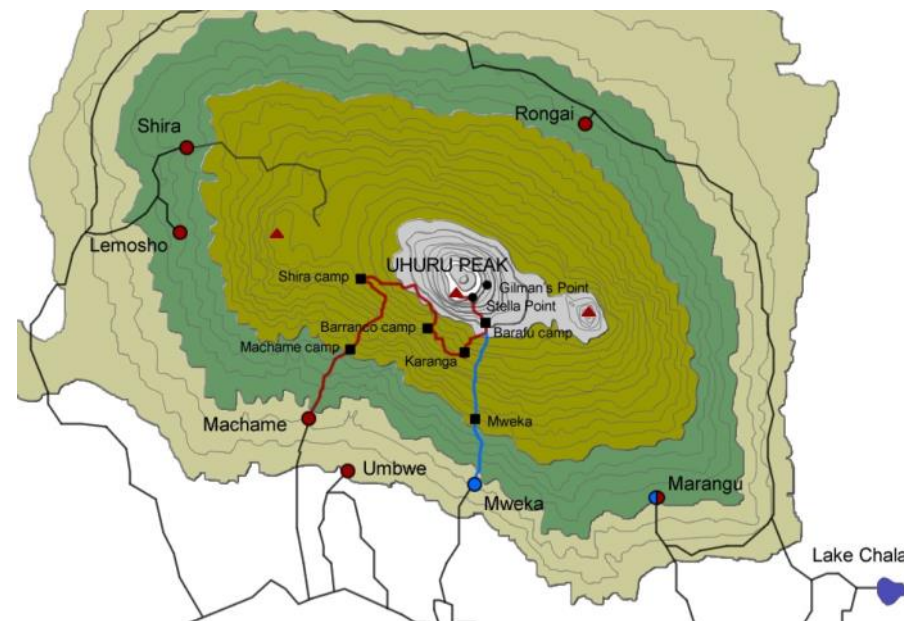 Rongai
Shira
Lemosho
UHURU PEAK
Shira camp
Gilman's Point
Stella Point
Barranco camp
Barafu camp
Machame camp
Karanga
Machame
Mweka
Umbwe
Marangu
Mweka
Lake Chala